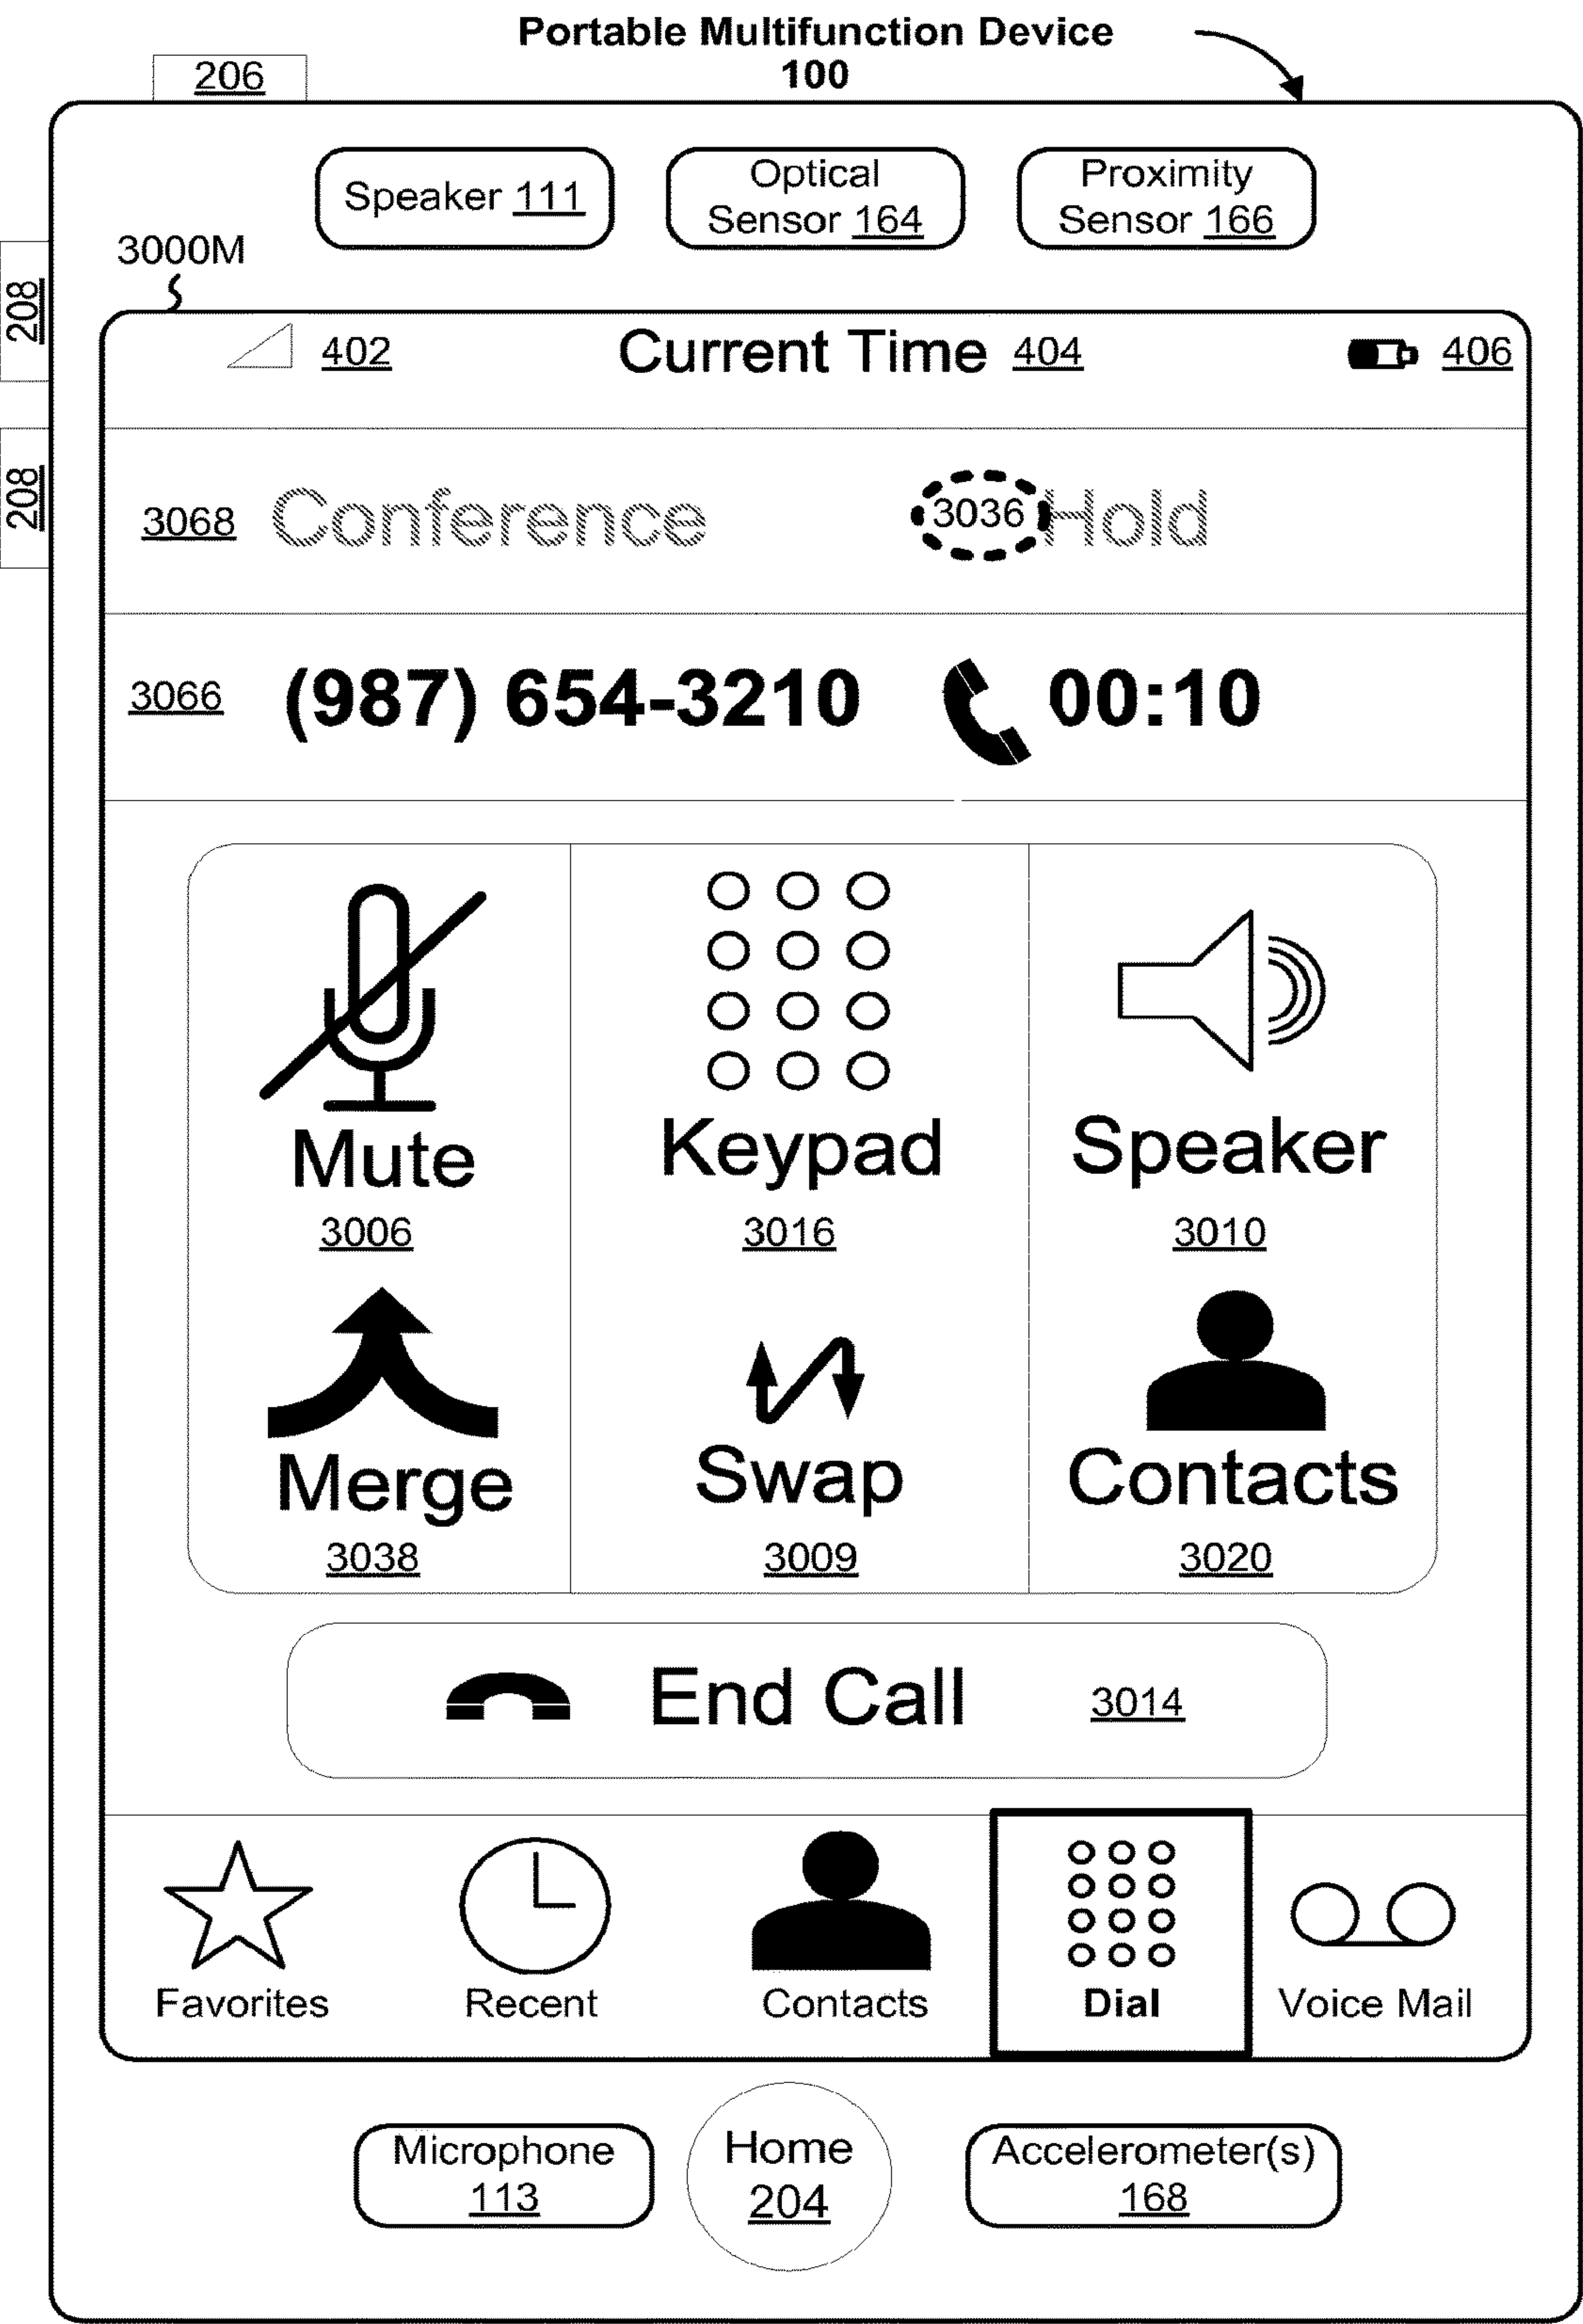 Portable Multifunction Device
100
206
Speaker 111
Optical
Sensor 164
Proximity
Sensor 166
3000M
208
402
Current Time 404
406
208
3068 Conference
3036 Hold
3066 (987) 654-3210 00:10
Mute
3006
Keypad
3016
Speaker
3010
Merge
3038
Swap
3009
Contacts
3020
End Call 3014
Favorites
Recent
Contacts
Dial
Voice Mail
Microphone
113
Home
204
Accelerometer(s)
168